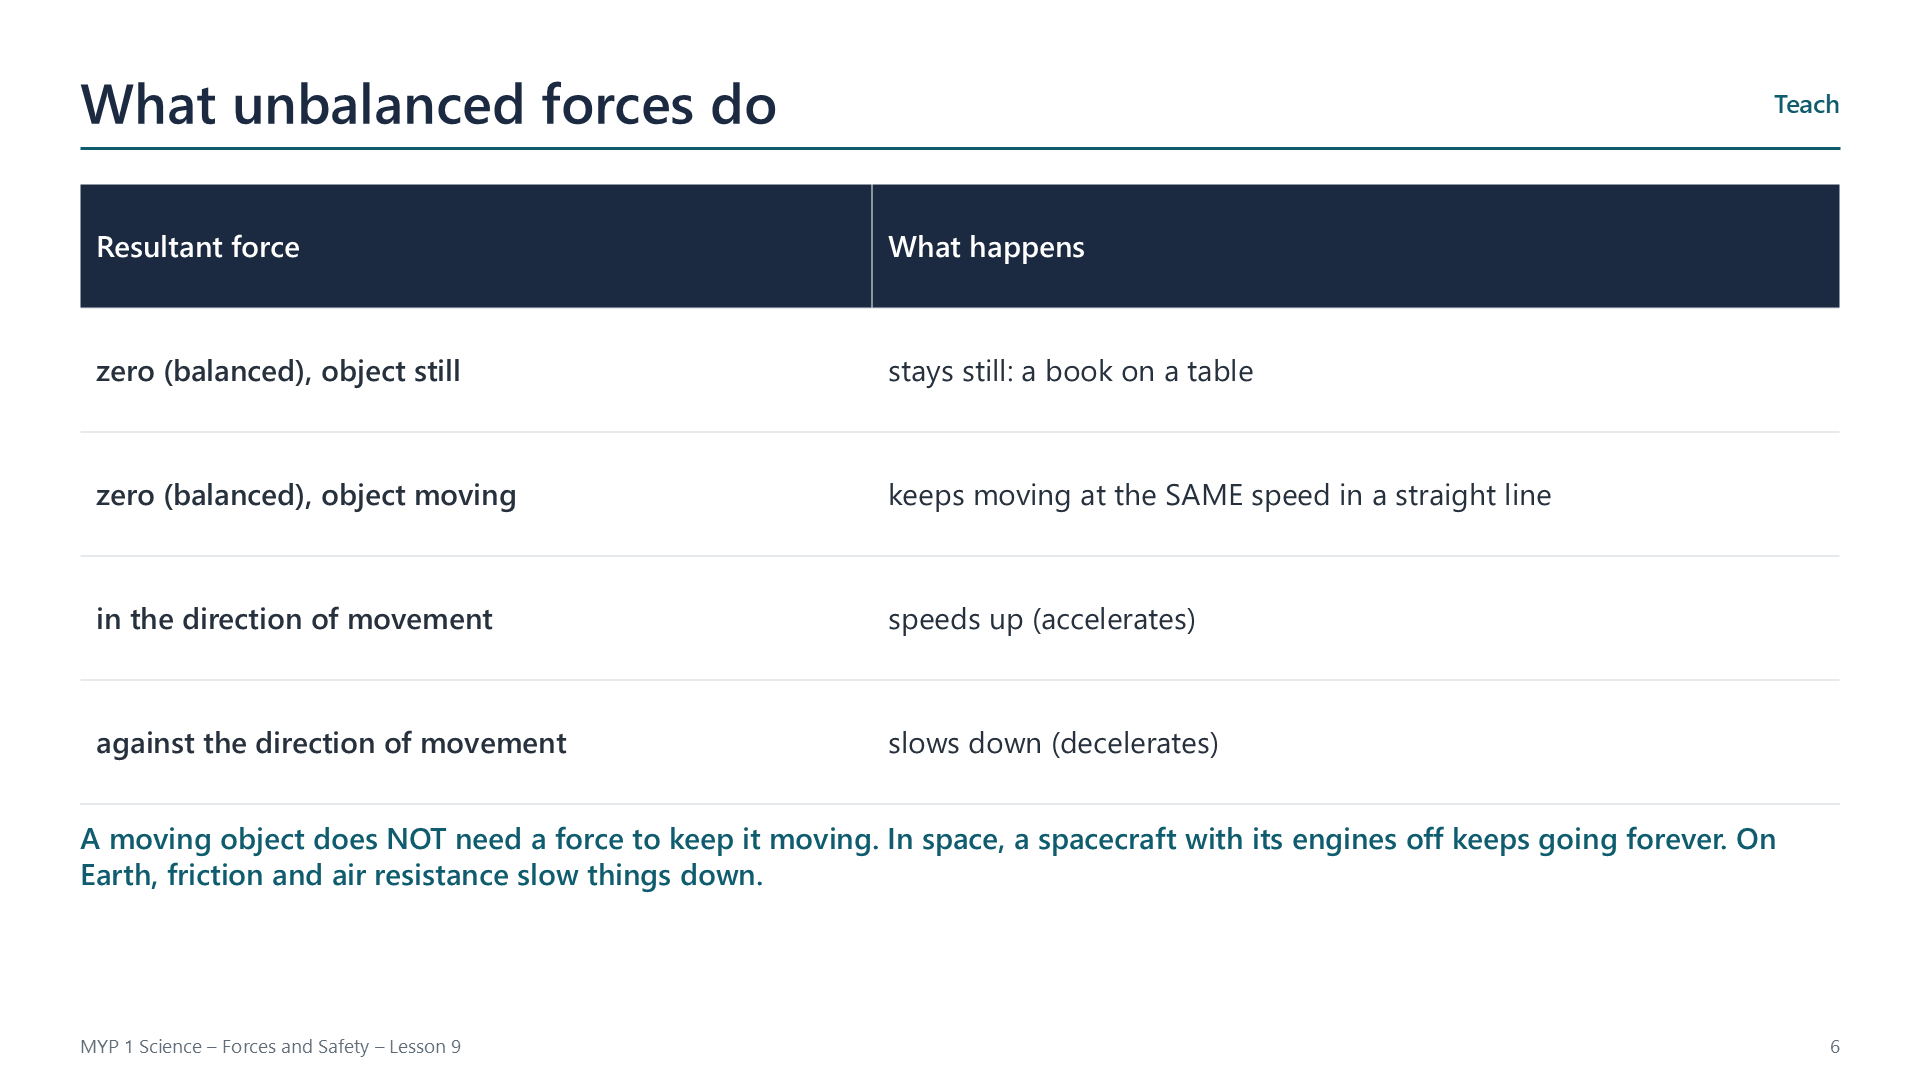 What unbalanced forces do
Teach
Resultant force
What happens
zero (balanced), object still
stays still: a book on a table
zero (balanced), object moving
keeps moving at the SAME speed in a straight line
in the direction of movement
speeds up (accelerates)
against the direction of movement
slows down (decelerates)
A moving object does NOT need a force to keep it moving. In space, a spacecraft with its engines off keeps going forever. On
Earth, friction and air resistance slow things down.
MYP 1 Science – Forces and Safety – Lesson 9
6